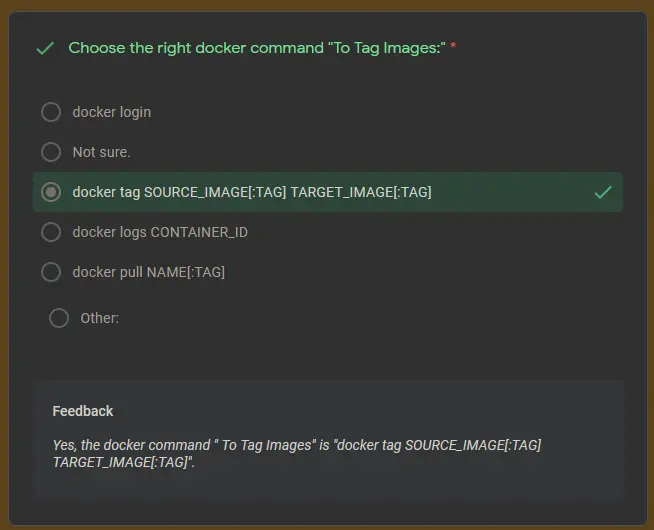 Choose the right docker command "To Tag Images:" *
docker login
Not sure.
docker tag SOURCE_IMAGE[:TAG] TARGET_IMAGE[:TAG]
docker logs CONTAINER_ID
docker pull NAME[:TAG]
Other:
Feedback
Yes, the docker command " To Tag Images" is "docker tag SOURCE_IMAGE[:TAG]
TARGET_IMAGE[:TAG]".